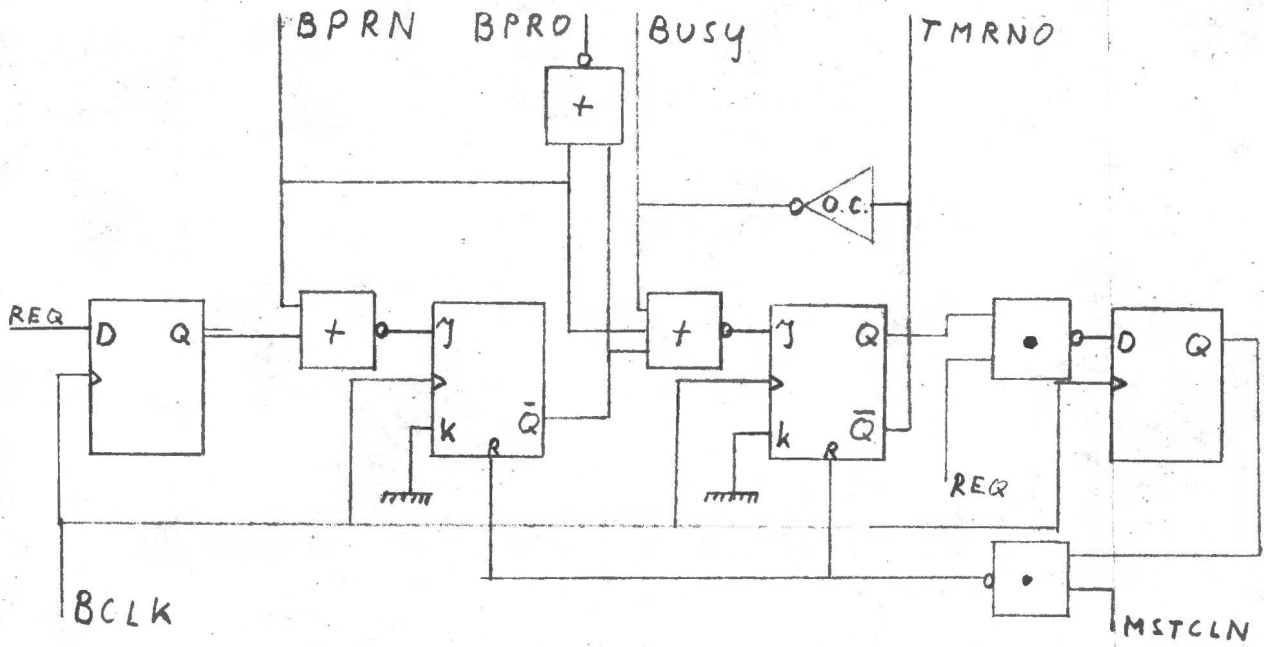 BPRN BPRO BUSY TMRNO
+
O.C.
REQ D Q + J Q̄ K R + J Q Q̄ K R • D Q
REQ
•
BCLK
MSTCLN